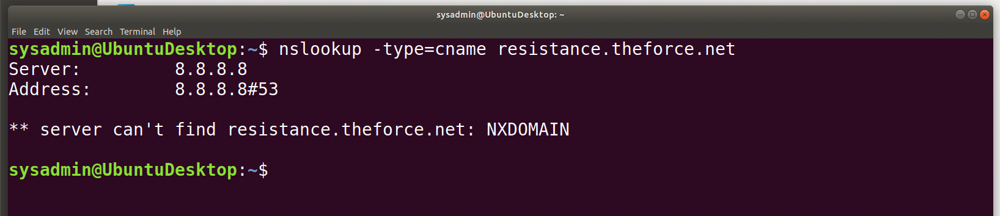 sysadmin@UbuntuDesktop: ~
File Edit View Search Terminal Help
sysadmin@UbuntuDesktop:~$ nslookup -type=cname resistance.theforce.net
Server: 8.8.8.8
Address: 8.8.8.8#53
** server can't find resistance.theforce.net: NXDOMAIN
sysadmin@UbuntuDesktop:~$